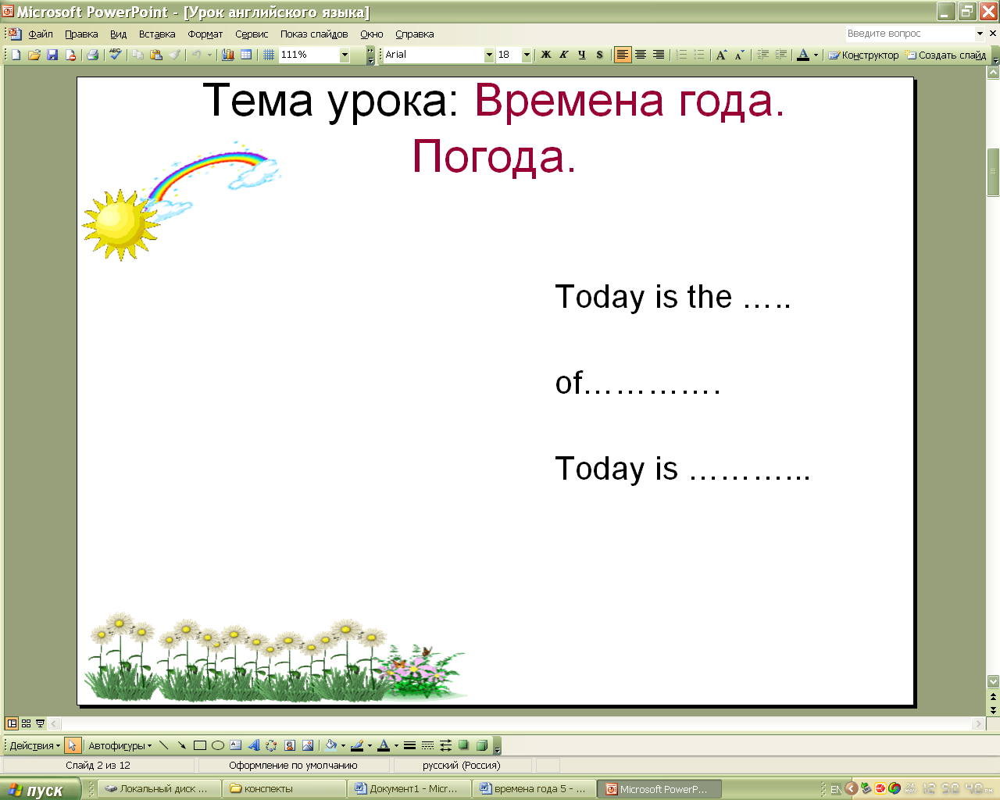 Microsoft PowerPoint - [Урок английского языка]
Файл Правка Вид Вставка Формат Сервис Показ слайдов Окно Справка Введите вопрос
111% Arial 18 Ж К Ч S Конструктор Создать слайд
Тема урока: Времена года.
Погода.
Today is the …..
of………….
Today is ………...
Действия Автофигуры
Слайд 2 из 12 Оформление по умолчанию русский (Россия)
пуск Локальный диск ... конспекты Документ1 - Micr... времена года 5 - ... Microsoft PowerP... EN